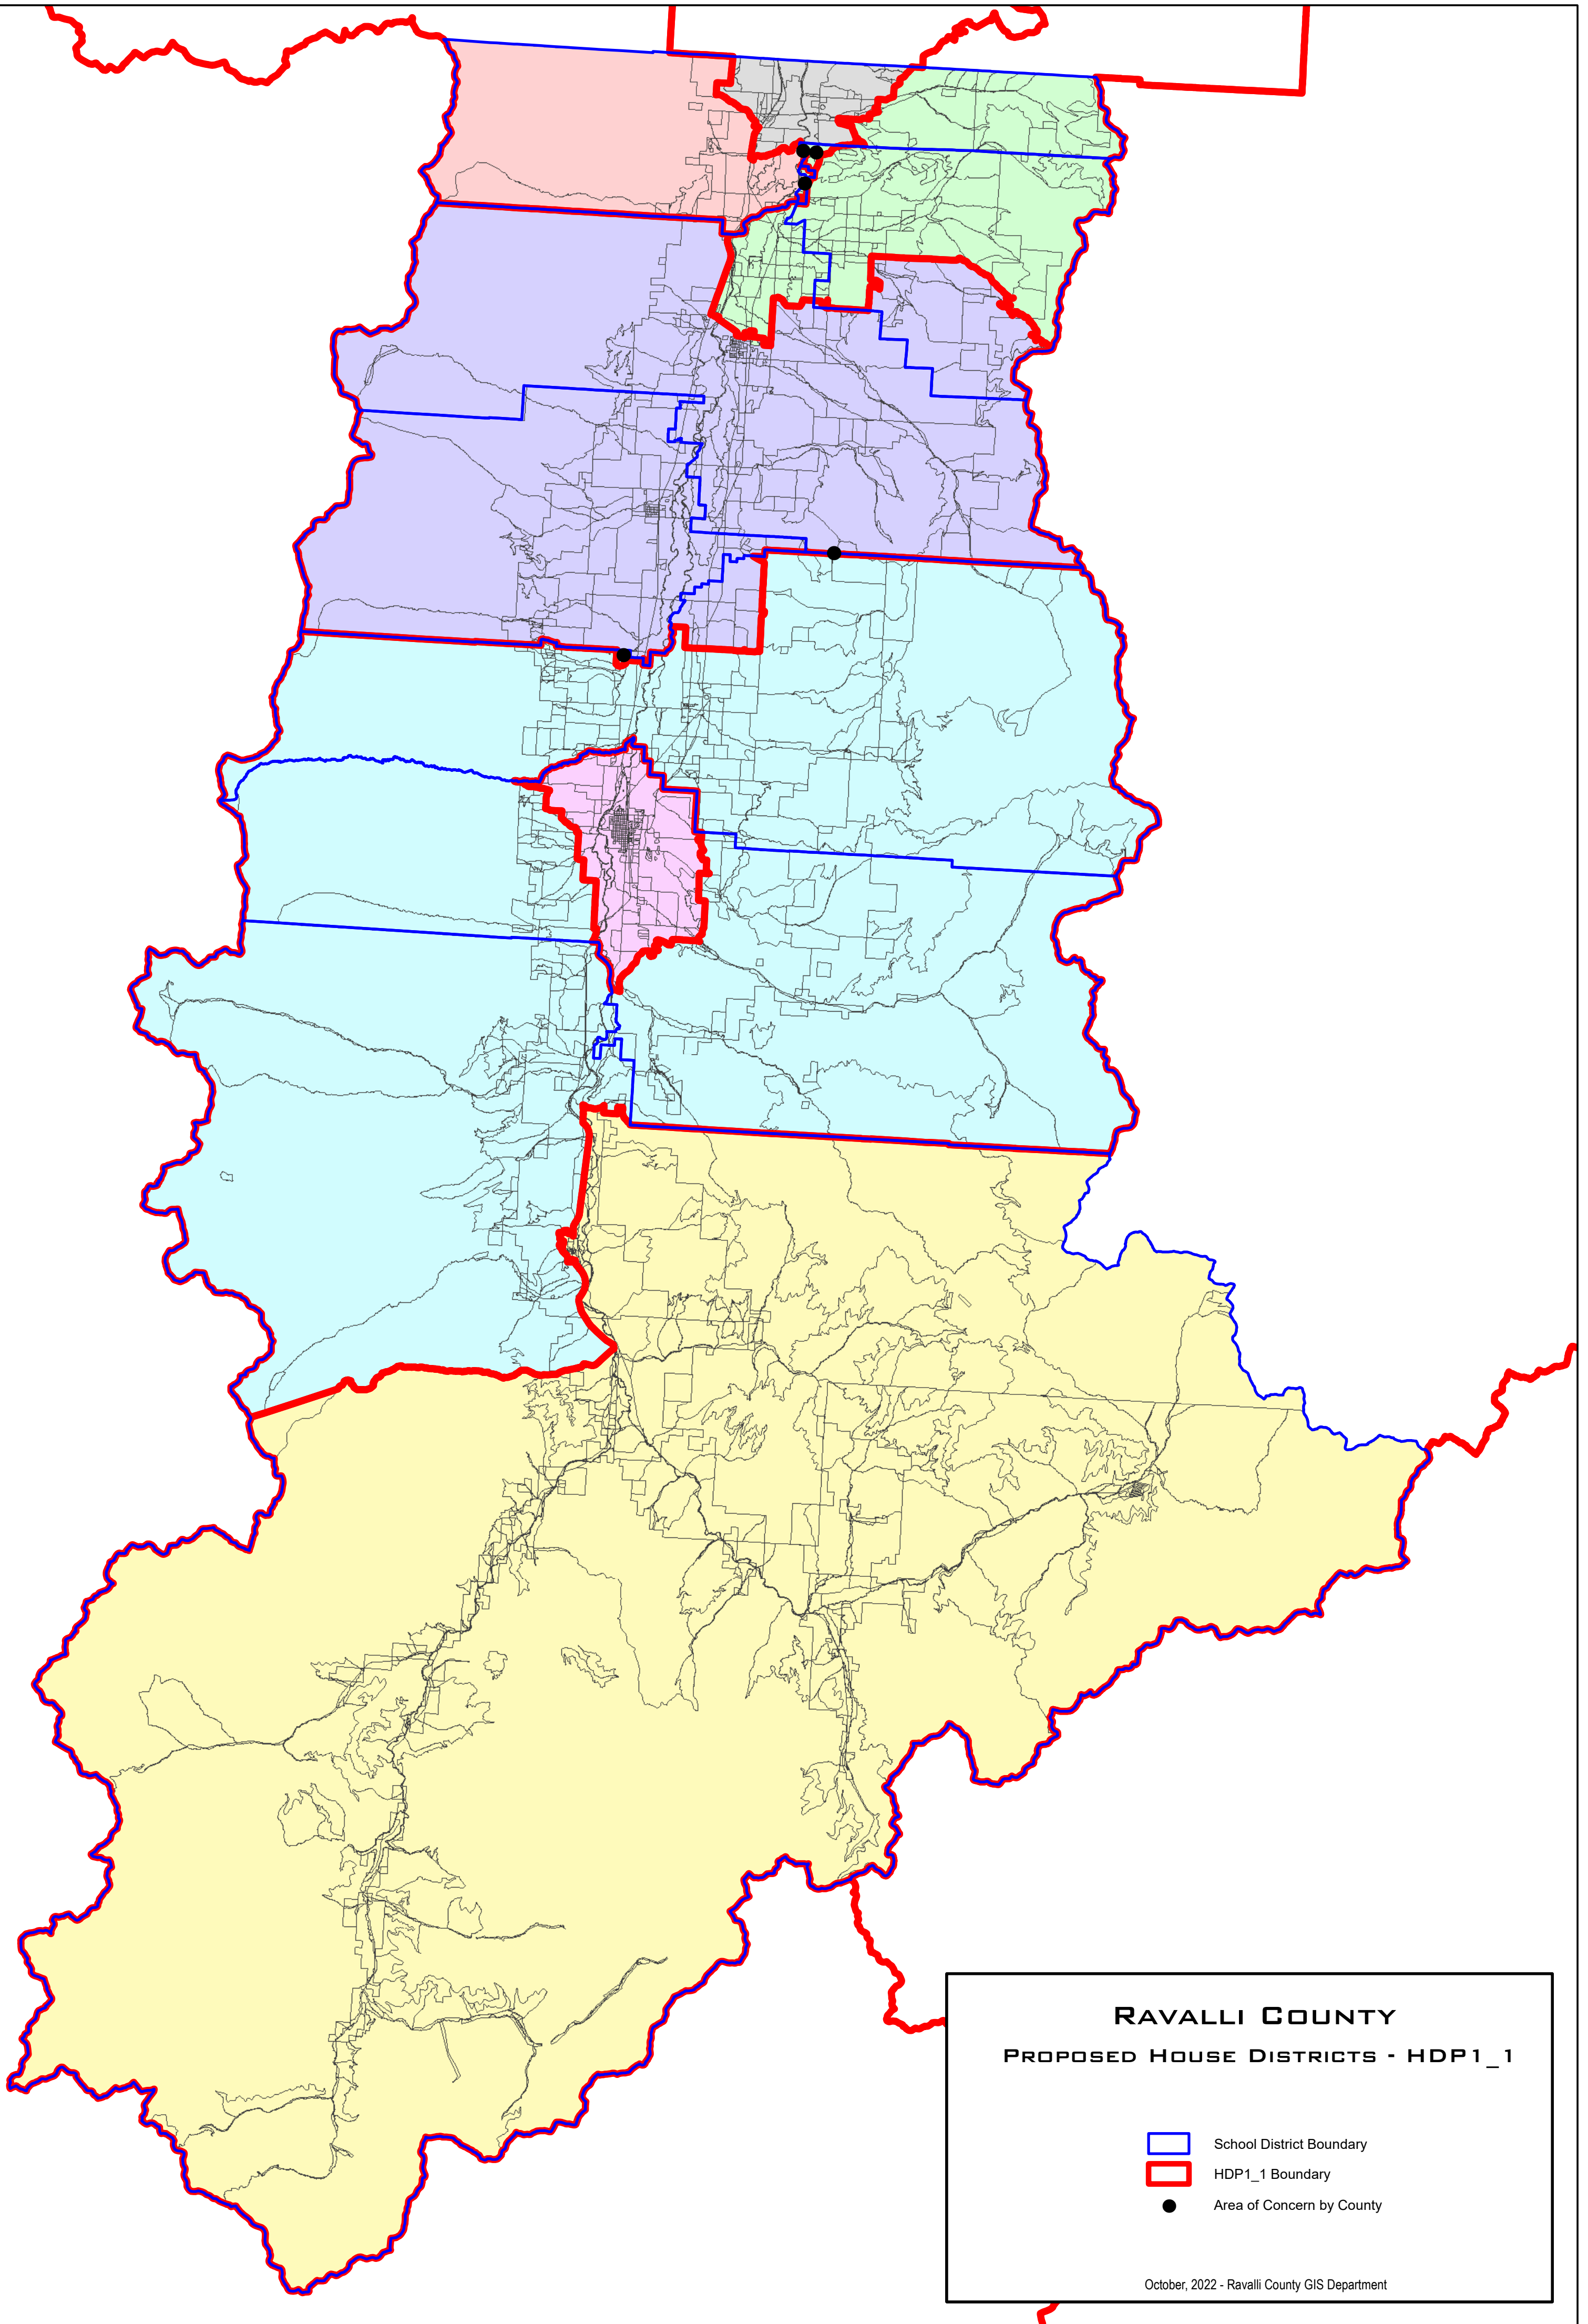 Ravalli County
Proposed House Districts - HDP1_1
School District Boundary
HDP1_1 Boundary
Area of Concern by County
October, 2022 - Ravalli County GIS Department